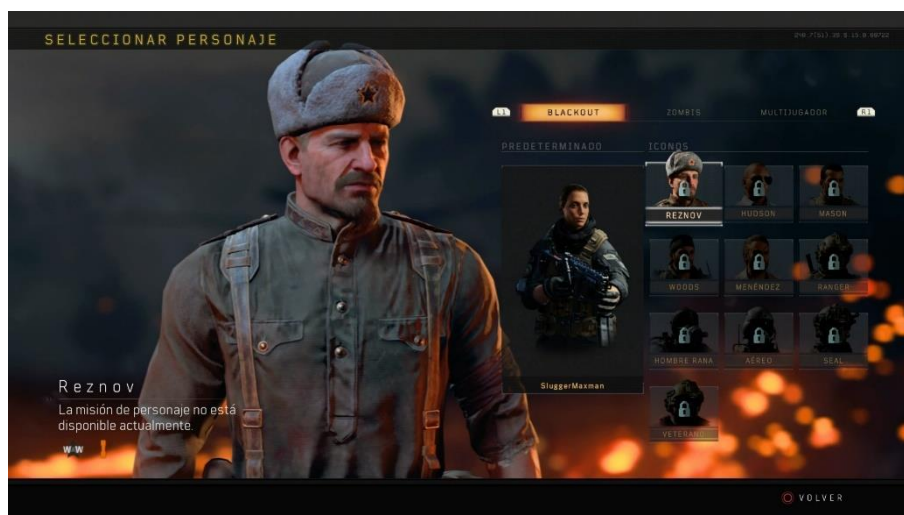 SELECCIONAR PERSONAJE
L1 BLACKOUT ZOMBIS MULTIJUGADOR R1
PREDETERMINADO ICONOS
REZNOV HUDSON MASON
WOODS MENÉNDEZ RANGER
HOMBRE RANA AÉREO SEAL
SluggerMaxman
VETERANO
Reznov
La misión de personaje no está
disponible actualmente.
VOLVER